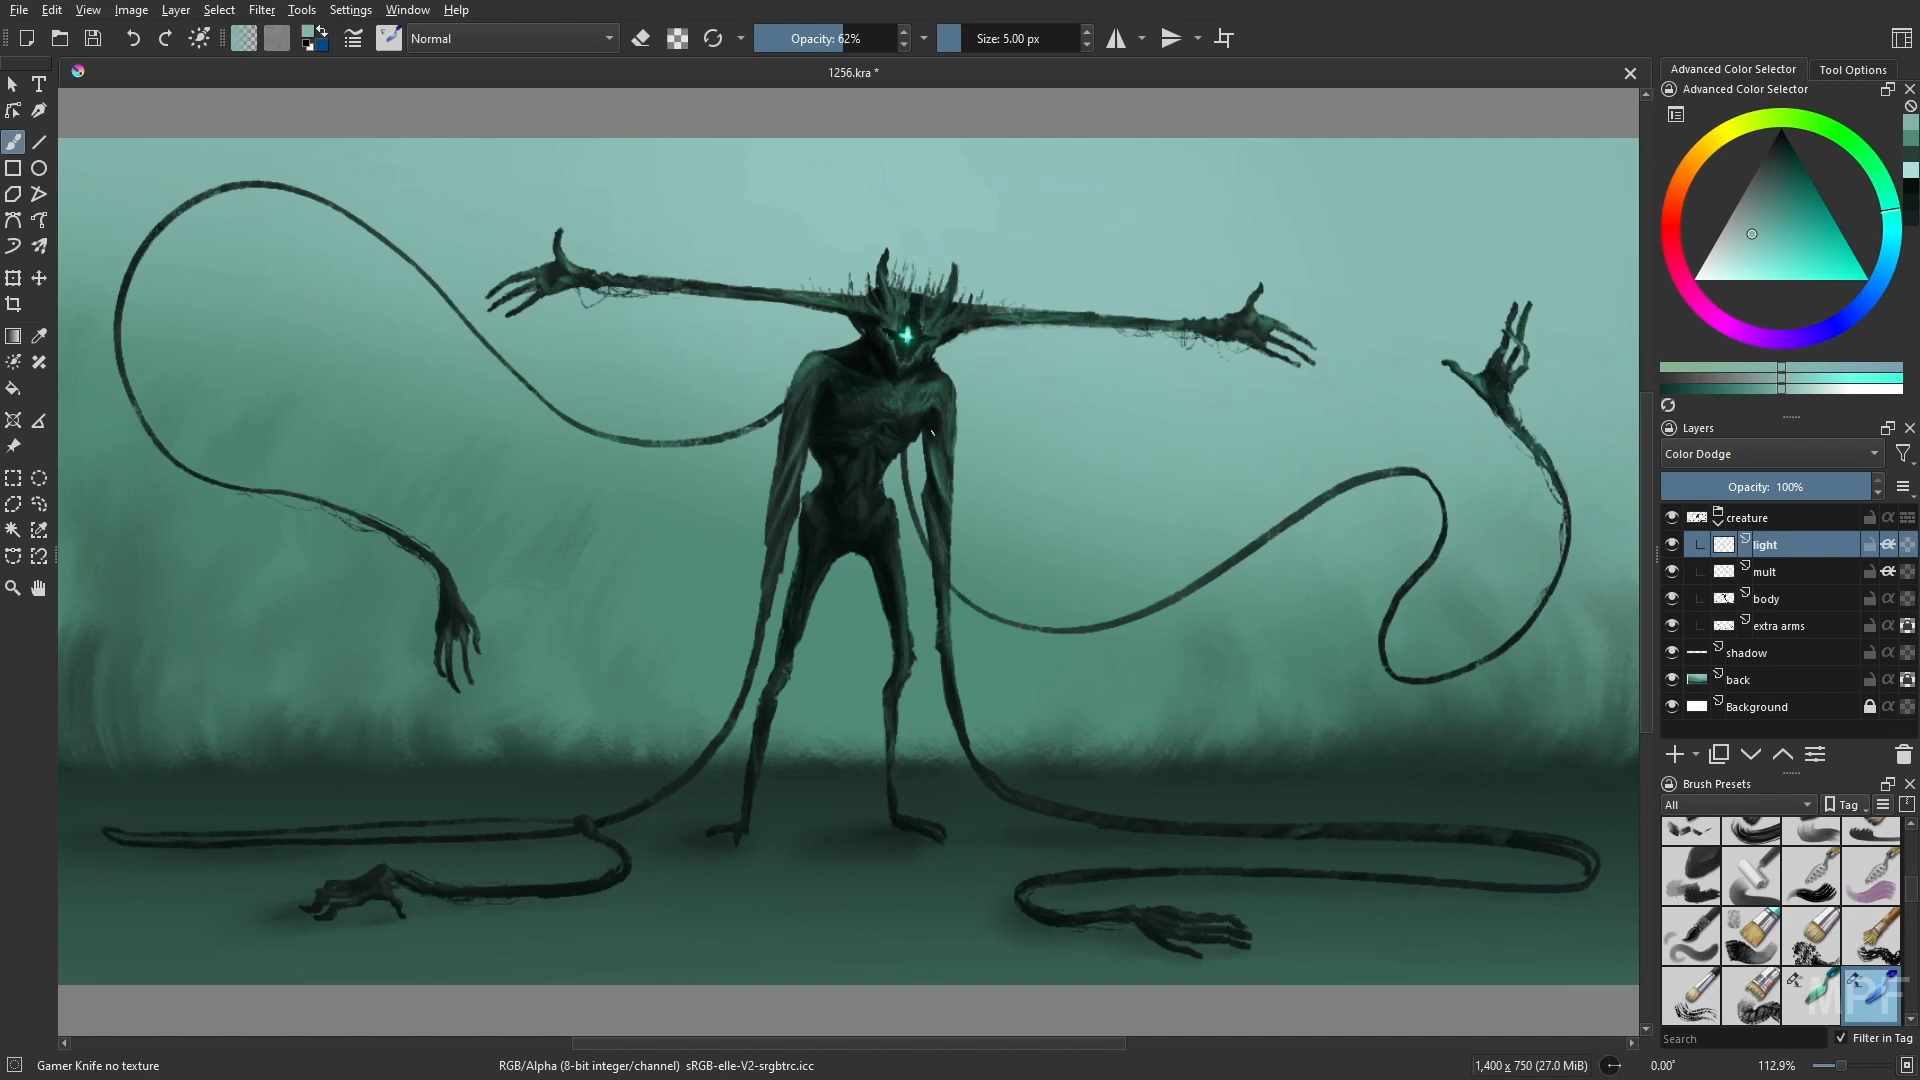 File Edit View Image Layer Select Filter Tools Settings Window Help
Normal
Opacity: 62%
Size: 5.00 px
1256.kra *
Advanced Color Selector
Tool Options
Advanced Color Selector
Layers
Color Dodge
Opacity: 100%
creature
light
mult
body
extra arms
shadow
back
Background
Brush Presets
All
Tag
MPF
Search
Filter in Tag
Gamer Knife no texture
RGB/Alpha (8-bit integer/channel) sRGB-elle-V2-srgbtrc.icc
1,400 x 750 (27.0 MiB)
0.00°
112.9%